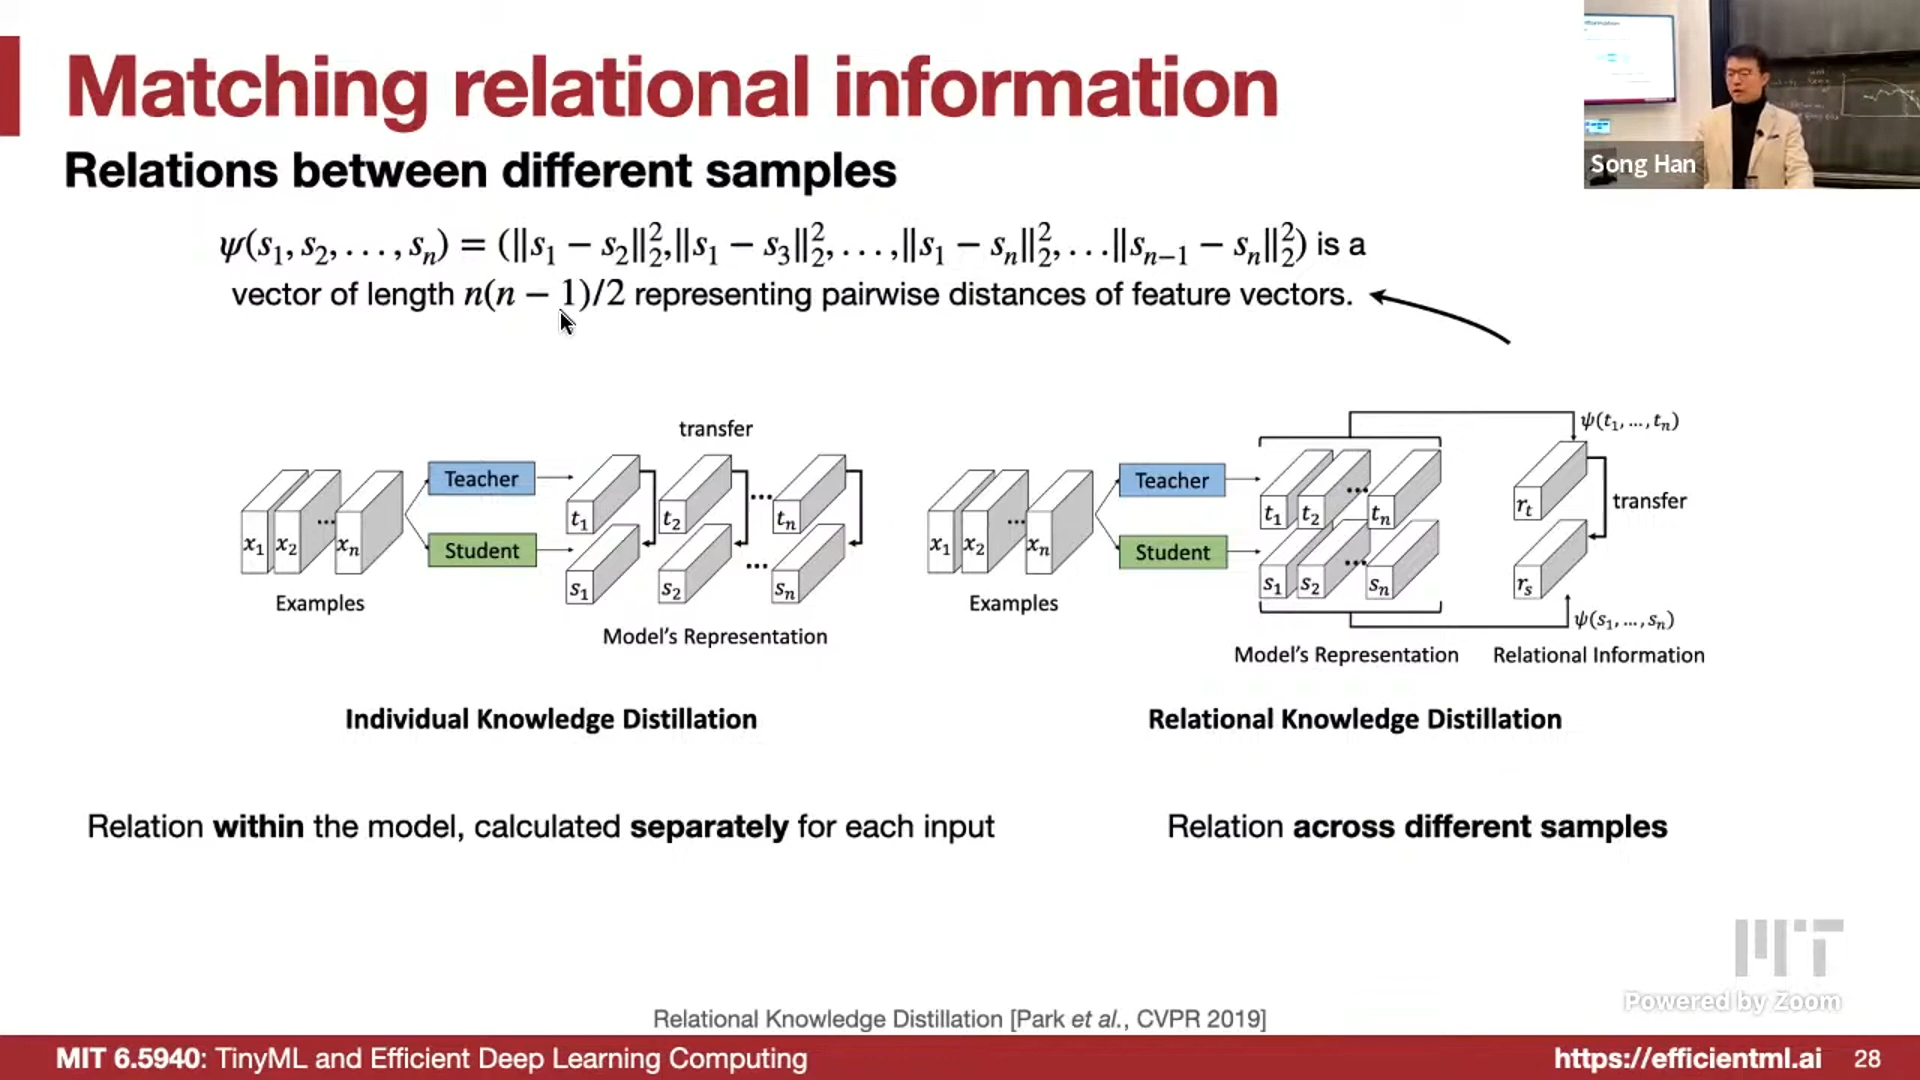 Matching relational information
Relations between different samples
Song Han
ψ(s₁, s₂, . . . , sₙ) = (‖s₁ − s₂‖₂²,‖s₁ − s₃‖₂², . . . ,‖s₁ − sₙ‖₂², . . .‖sₙ₋₁ − sₙ‖₂²) is a
vector of length n(n − 1)/2 representing pairwise distances of feature vectors.
transfer
Teacher
Student
x₁ x₂ ... xₙ
t₁ t₂ ... tₙ
s₁ s₂ ... sₙ
Examples
Model's Representation
Individual Knowledge Distillation
Relation within the model, calculated separately for each input
ψ(t₁, ..., tₙ)
Teacher
Student
x₁ x₂ ... xₙ
t₁ t₂ ... tₙ
s₁ s₂ ... sₙ
rₜ
transfer
rₛ
ψ(s₁, ..., sₙ)
Examples
Model's Representation
Relational Information
Relational Knowledge Distillation
Relation across different samples
MIT
Powered by Zoom
Relational Knowledge Distillation [Park et al., CVPR 2019]
MIT 6.5940: TinyML and Efficient Deep Learning Computing
https://efficientml.ai
28